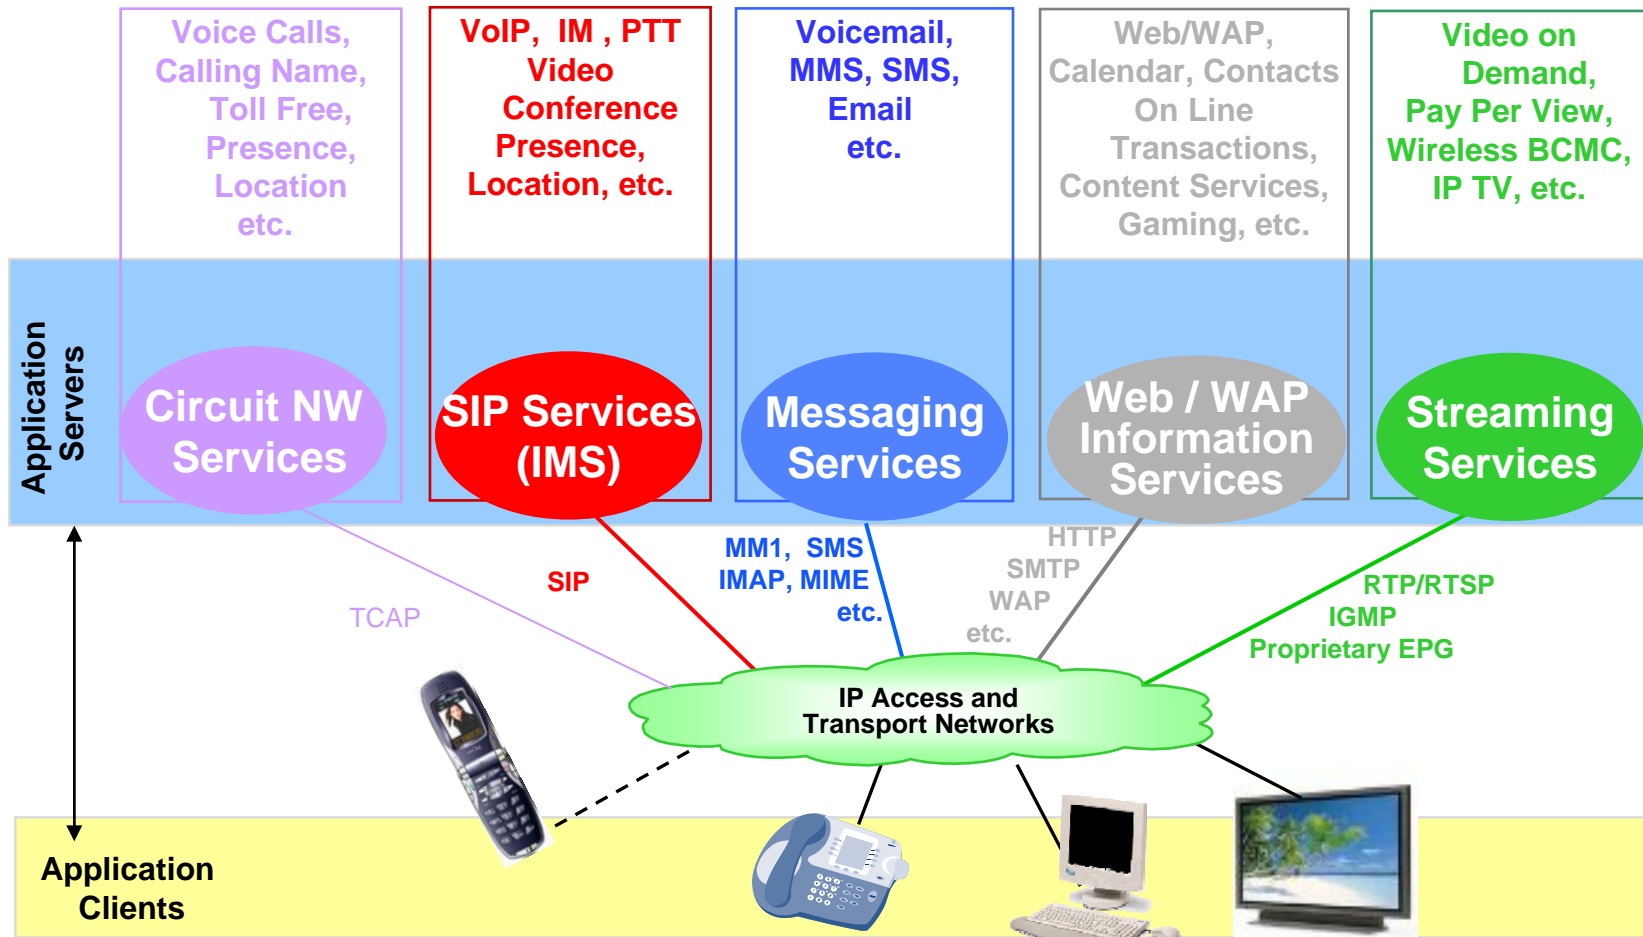 Voice Calls,
Calling Name,
Toll Free,
Presence,
Location
etc.
VoIP, IM , PTT
Video
Conference
Presence,
Location, etc.
Voicemail,
MMS, SMS,
Email
etc.
Web/WAP,
Calendar, Contacts
On Line
Transactions,
Content Services,
Gaming, etc.
Video on
Demand,
Pay Per View,
Wireless BCMC,
IP TV, etc.
Application
Servers
Circuit NW
Services
SIP Services
(IMS)
Messaging
Services
Web / WAP
Information
Services
Streaming
Services
TCAP
SIP
MM1, SMS
IMAP, MIME
etc.
HTTP
SMTP
WAP
etc.
RTP/RTSP
IGMP
Proprietary EPG
IP Access and
Transport Networks
Application
Clients